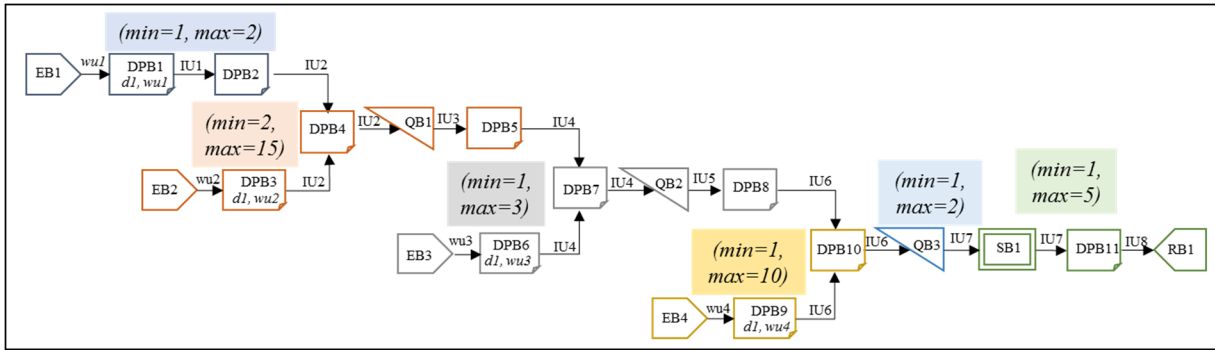 (min=1, max=2)
EB1
wu1
DPB1
d1, wu1
IU1
DPB2
IU2
(min=2,
max=15)
DPB4
IU2
QB1
IU3
DPB5
IU4
EB2
wu2
DPB3
d1, wu2
IU2
(min=1,
max=3)
DPB7
IU4
QB2
IU5
DPB8
IU6
EB3
wu3
DPB6
d1, wu3
IU4
(min=1,
max=2)
(min=1,
max=5)
(min=1,
max=10)
DPB10
IU6
QB3
IU7
SB1
IU7
DPB11
IU8
RB1
EB4
wu4
DPB9
d1, wu4
IU6